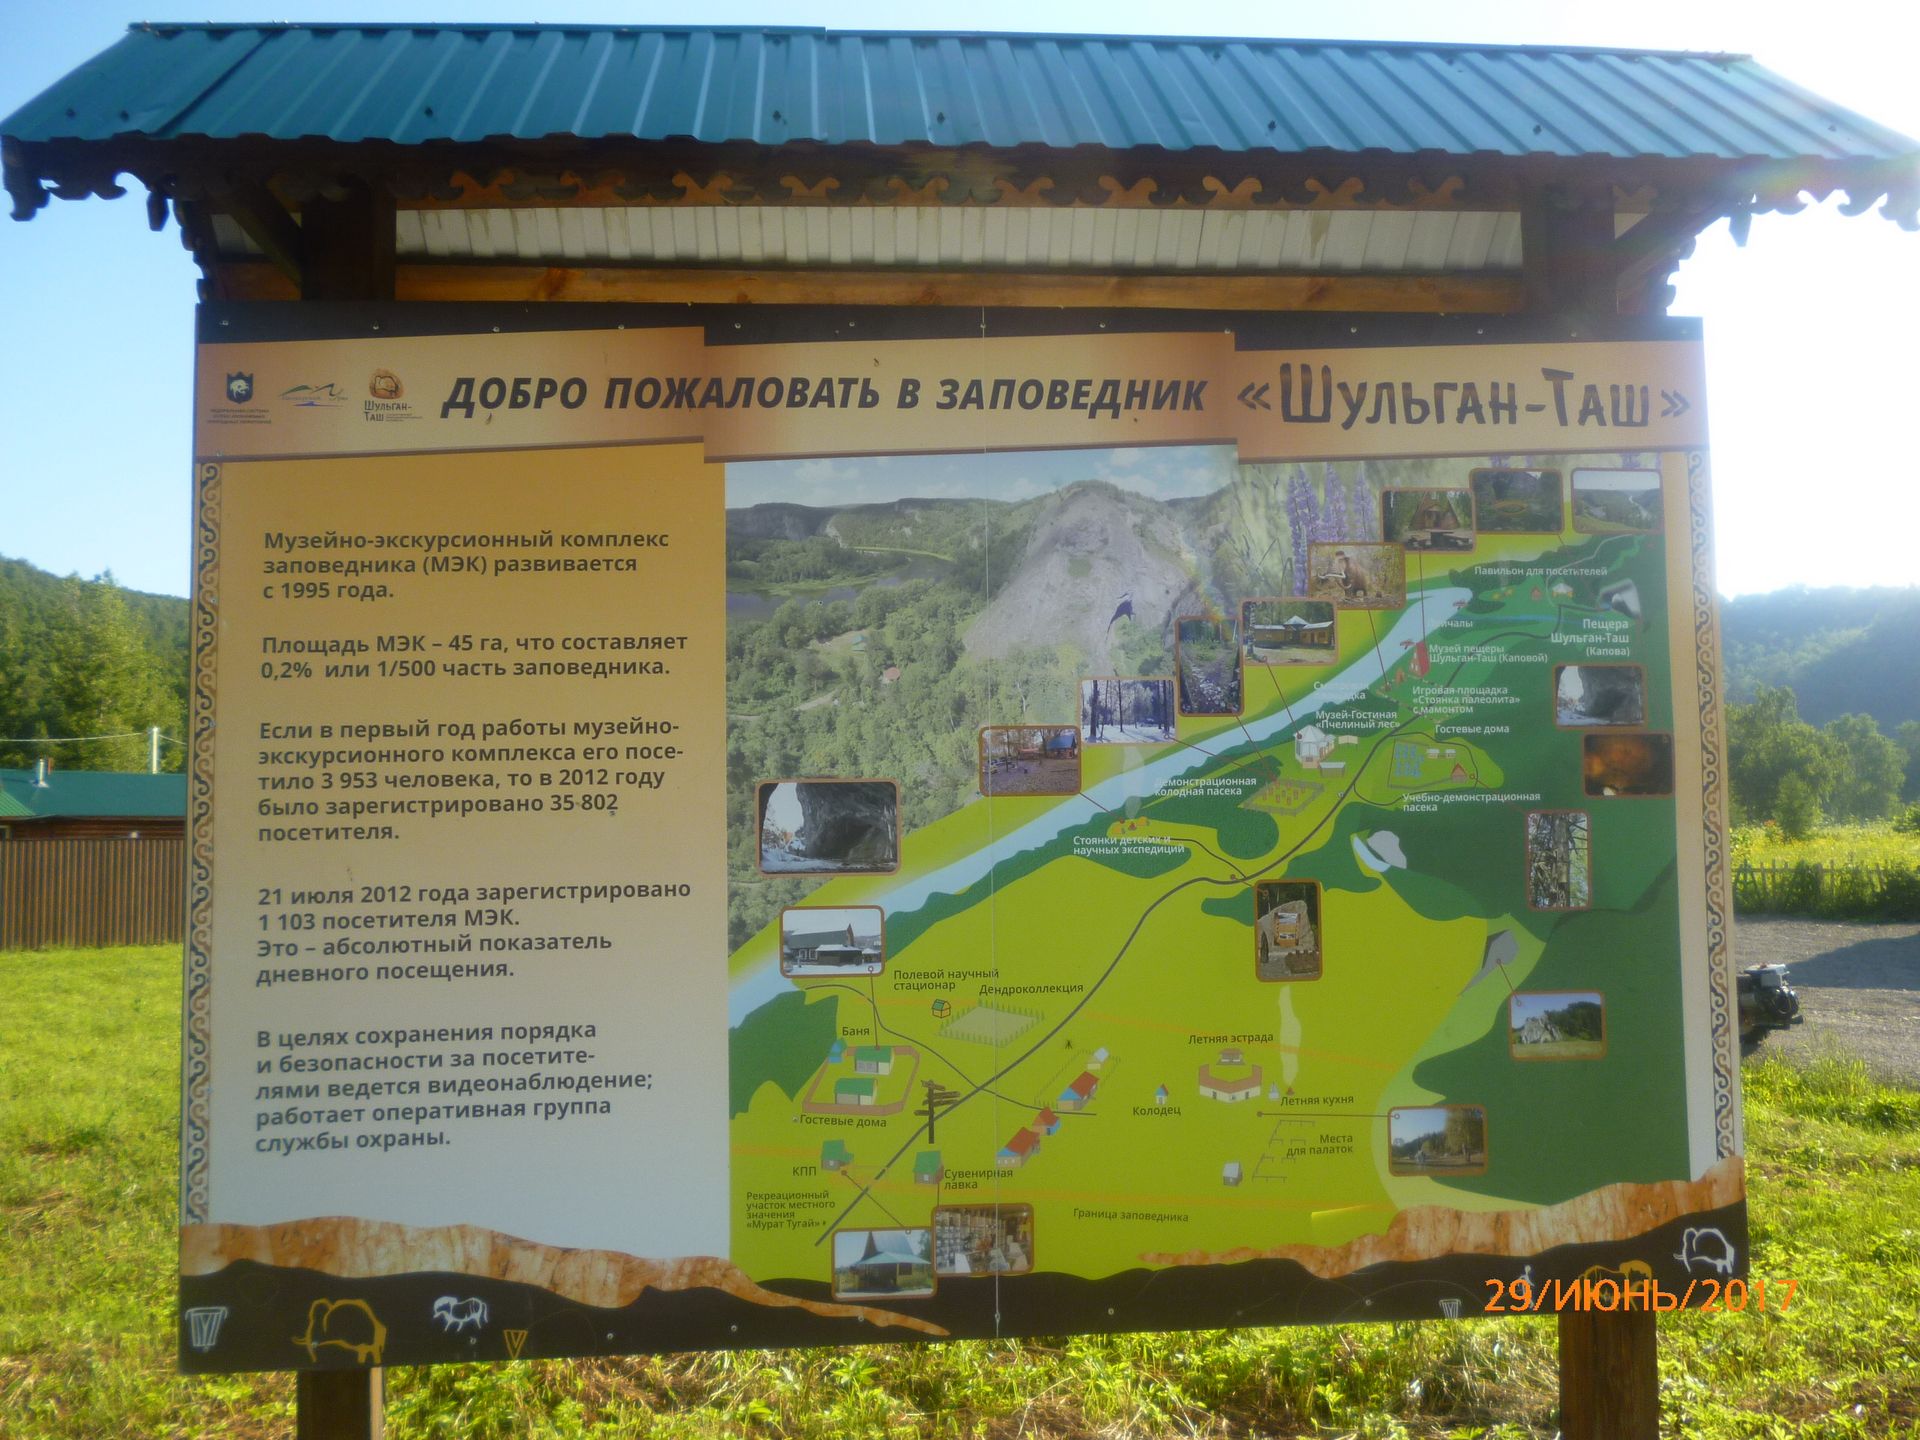 ДОБРО ПОЖАЛОВАТЬ В ЗАПОВЕДНИК «ШУЛЬГАН-ТАШ»
ШУЛЬГАН-
ТАШ
Музейно-экскурсионный комплекс
заповедника (МЭК) развивается
с 1995 года.
Площадь МЭК – 45 га, что составляет
0,2% или 1/500 часть заповедника.
Если в первый год работы музейно-
экскурсионного комплекса его посе-
тило 3 953 человека, то в 2012 году
было зарегистрировано 35 802
посетителя.
21 июля 2012 года зарегистрировано
1 103 посетителя МЭК.
Это – абсолютный показатель
дневного посещения.
В целях сохранения порядка
и безопасности за посетите-
лями ведется видеонаблюдение;
работает оперативная группа
службы охраны.
Павильон для посетителей
Пещера
Шульган-Таш
(Капова)
Музей пещеры
Шульган-Таш (Каповой)
Игровая площадка
«Стоянка палеолита»
с мамонтом
Музей-Гостиная
«Пчелиный лес»
Гостевые дома
Демонстрационная
колодная пасека
Учебно-демонстрационная
пасека
Стоянки детских и
научных экспедиций
Полевой научный
стационар
Дендроколлекция
Баня
Летняя эстрада
Гостевые дома
Колодец
Летняя кухня
Места
для палаток
КПП
Сувенирная
лавка
Рекреационный
участок местного
значения
«Мурат Тугай»
Граница заповедника
29/ИЮНЬ/2017